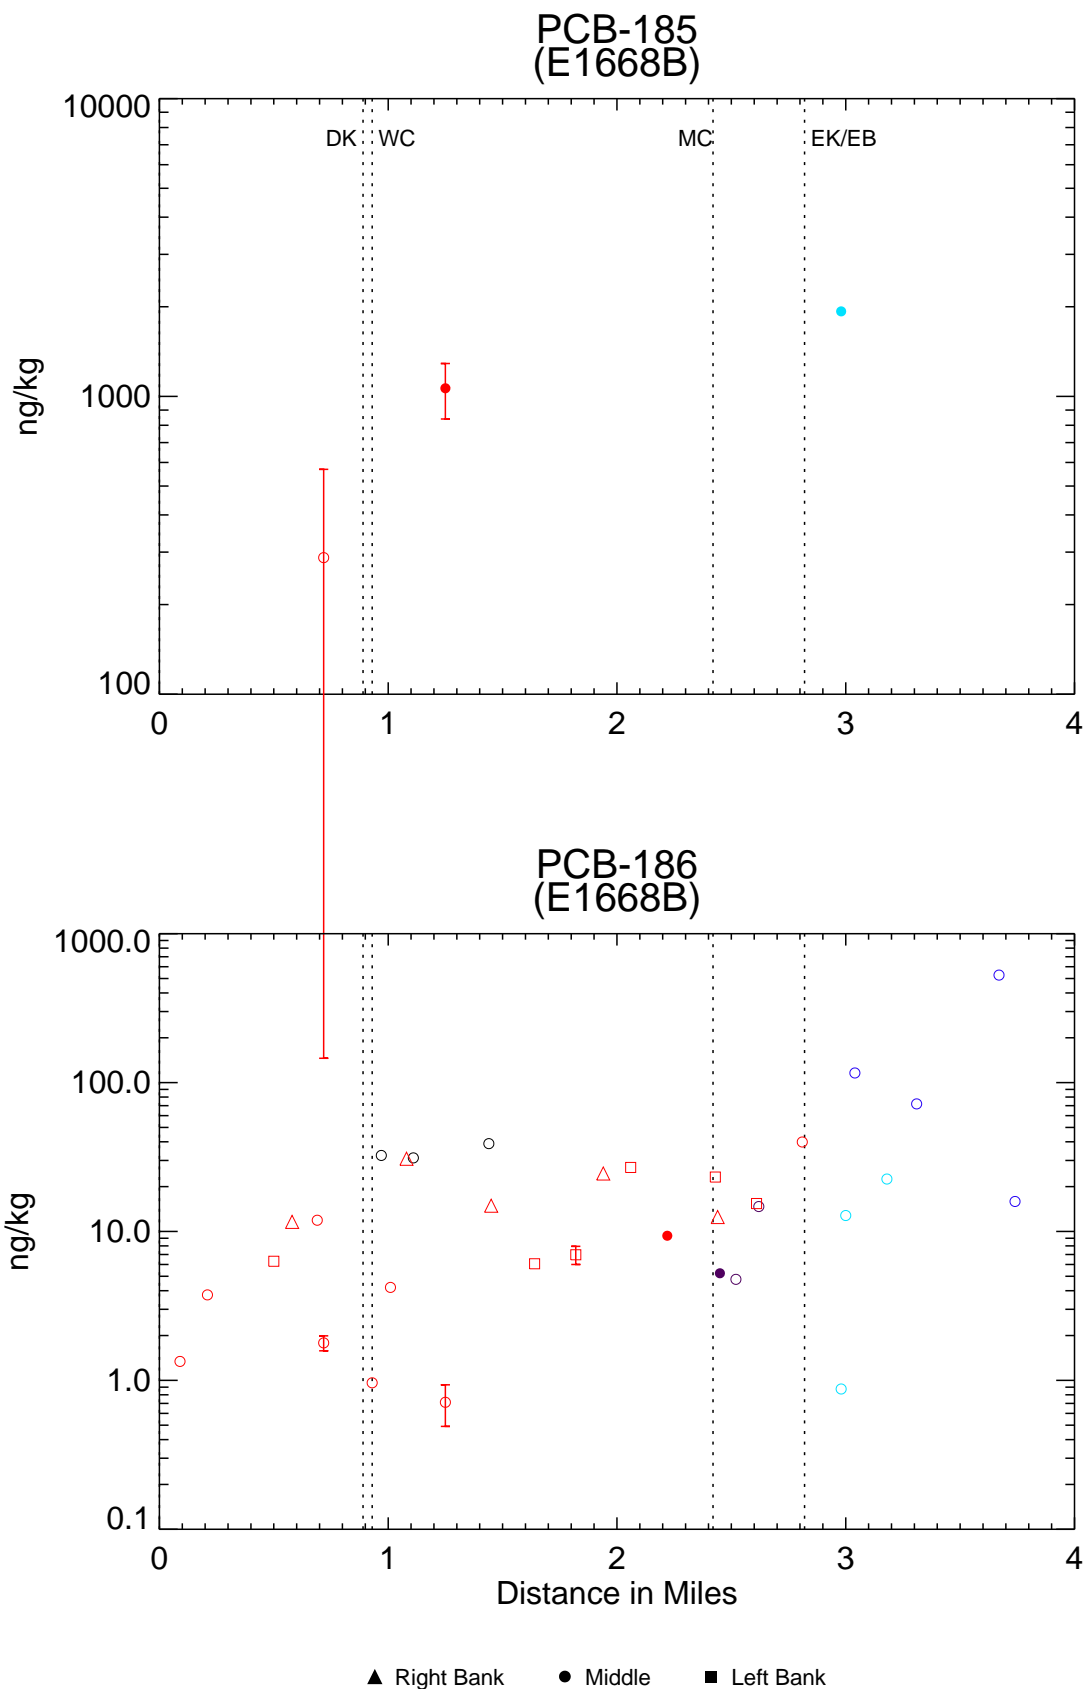 PCB-185
(E1668B)
10000
DK WC MC EK/EB
ng/kg
1000
100
0 1 2 3 4
PCB-186
(E1668B)
1000.0
100.0
ng/kg
10.0
1.0
0.1
0 1 2 3 4
Distance in Miles
Right Bank Middle Left Bank